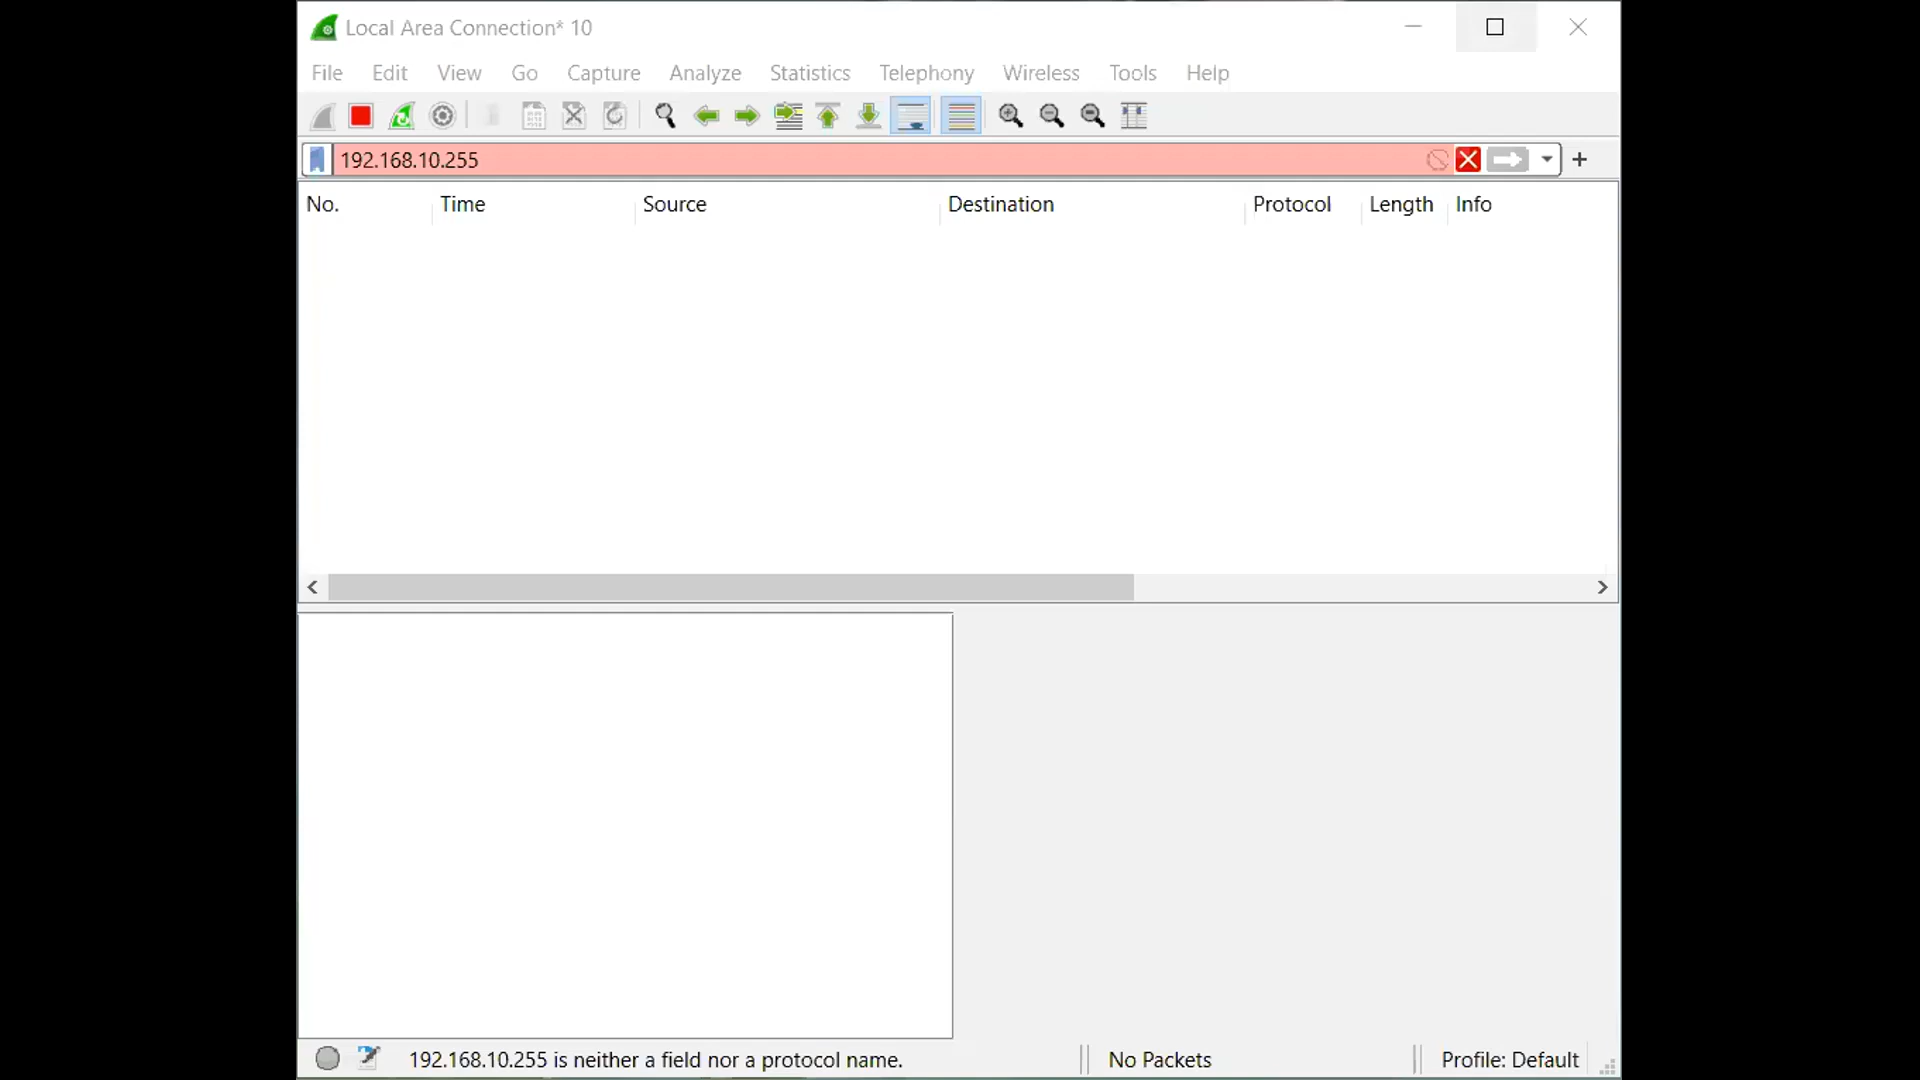 Local Area Connection* 10
File Edit View Go Capture Analyze Statistics Telephony Wireless Tools Help
192.168.10.255
No. Time Source Destination Protocol Length Info
192.168.10.255 is neither a field nor a protocol name. No Packets Profile: Default